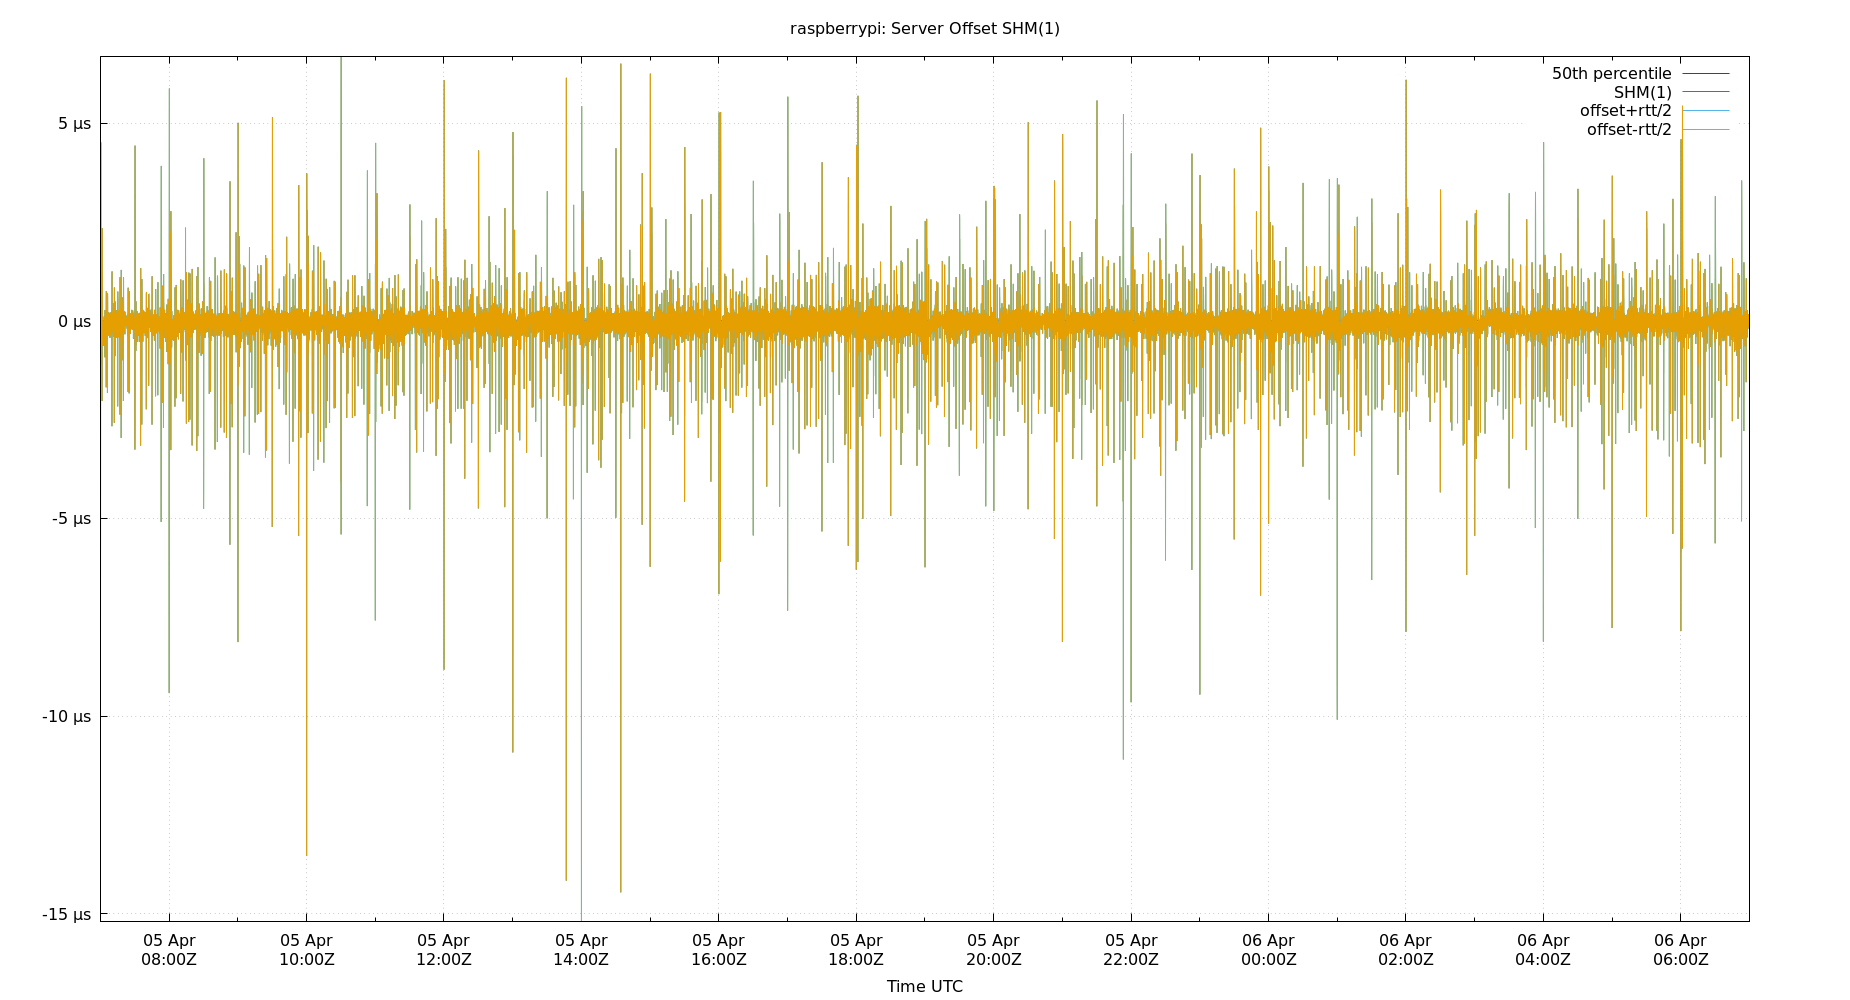 raspberrypi: Server Offset SHM(1)
50th percentile
SHM(1)
offset+rtt/2
offset-rtt/2
5 µs
0 µs
-5 µs
-10 µs
-15 µs
05 Apr 05 Apr 05 Apr 05 Apr 05 Apr 05 Apr 05 Apr 05 Apr 06 Apr 06 Apr 06 Apr 06 Apr
08:00Z 10:00Z 12:00Z 14:00Z 16:00Z 18:00Z 20:00Z 22:00Z 00:00Z 02:00Z 04:00Z 06:00Z
Time UTC